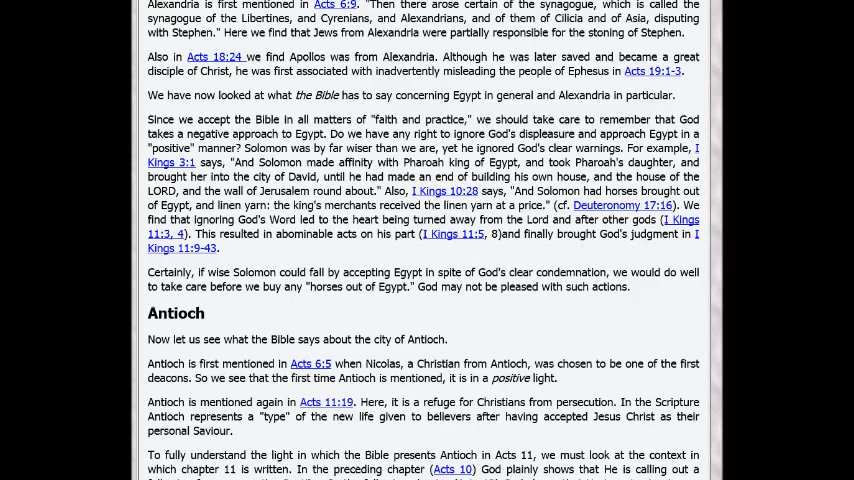 Alexandria is first mentioned in Acts 6:9. "Then there arose certain of the synagogue, which is called the
synagogue of the Libertines, and Cyrenians, and Alexandrians, and of them of Cilicia and of Asia, disputing
with Stephen." Here we find that Jews from Alexandria were partially responsible for the stoning of Stephen.
Also in Acts 18:24 we find Apollos was from Alexandria. Although he was later saved and became a great
disciple of Christ, he was first associated with inadvertently misleading the people of Ephesus in Acts 19:1-3.
We have now looked at what the Bible has to say concerning Egypt in general and Alexandria in particular.
Since we accept the Bible in all matters of "faith and practice," we should take care to remember that God
takes a negative approach to Egypt. Do we have any right to ignore God's displeasure and approach Egypt in a
"positive" manner? Solomon was by far wiser than we are, yet he ignored God's clear warnings. For example, I
Kings 3:1 says, "And Solomon made affinity with Pharoah king of Egypt, and took Pharoah's daughter, and
brought her into the city of David, until he had made an end of building his own house, and the house of the
LORD, and the wall of Jerusalem round about." Also, I Kings 10:28 says, "And Solomon had horses brought out
of Egypt, and linen yarn: the king's merchants received the linen yarn at a price." (cf. Deuteronomy 17:16). We
find that ignoring God's Word led to the heart being turned away from the Lord and after other gods (I Kings
11:3, 4). This resulted in abominable acts on his part (I Kings 11:5, 8)and finally brought God's judgment in I
Kings 11:9-43.
Certainly, if wise Solomon could fall by accepting Egypt in spite of God's clear condemnation, we would do well
to take care before we buy any "horses out of Egypt." God may not be pleased with such actions.
Antioch
Now let us see what the Bible says about the city of Antioch.
Antioch is first mentioned in Acts 6:5 when Nicolas, a Christian from Antioch, was chosen to be one of the first
deacons. So we see that the first time Antioch is mentioned, it is in a positive light.
Antioch is mentioned again in Acts 11:19. Here, it is a refuge for Christians from persecution. In the Scripture
Antioch represents a "type" of the new life given to believers after having accepted Jesus Christ as their
personal Saviour.
To fully understand the light in which the Bible presents Antioch in Acts 11, we must look at the context in
which chapter 11 is written. In the preceding chapter (Acts 10) God plainly shows that He is calling out a